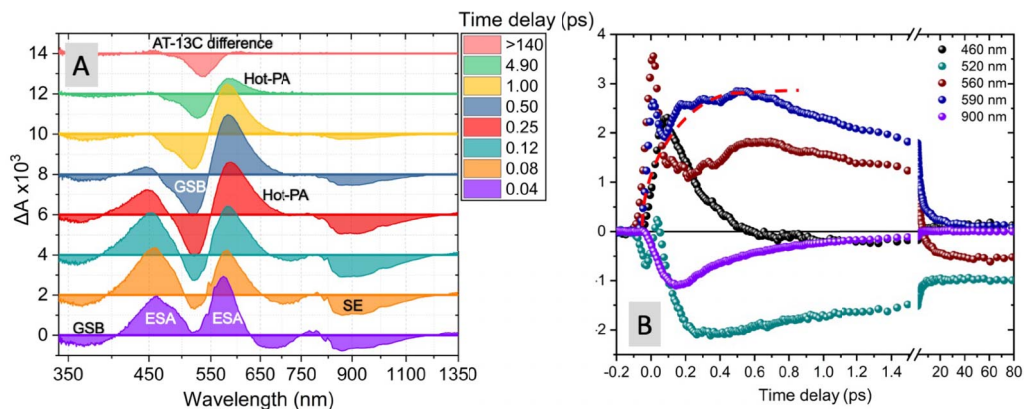 Time delay (ps)
A
AT-13C difference
Hot-PA
GSB
Hot-PA
SE
ESA
ESA
GSB
14
12
10
8
6
4
2
0
ΔA x10³
350 450 550 650 750 900 1100 1350
Wavelength (nm)
>140
4.90
1.00
0.50
0.25
0.12
0.08
0.04
B
460 nm
520 nm
560 nm
590 nm
900 nm
4
3
2
1
0
-1
-2
-0.2 0.0 0.2 0.4 0.6 0.8 1.0 1.2 1.4 20 40 60 80
Time delay (ps)